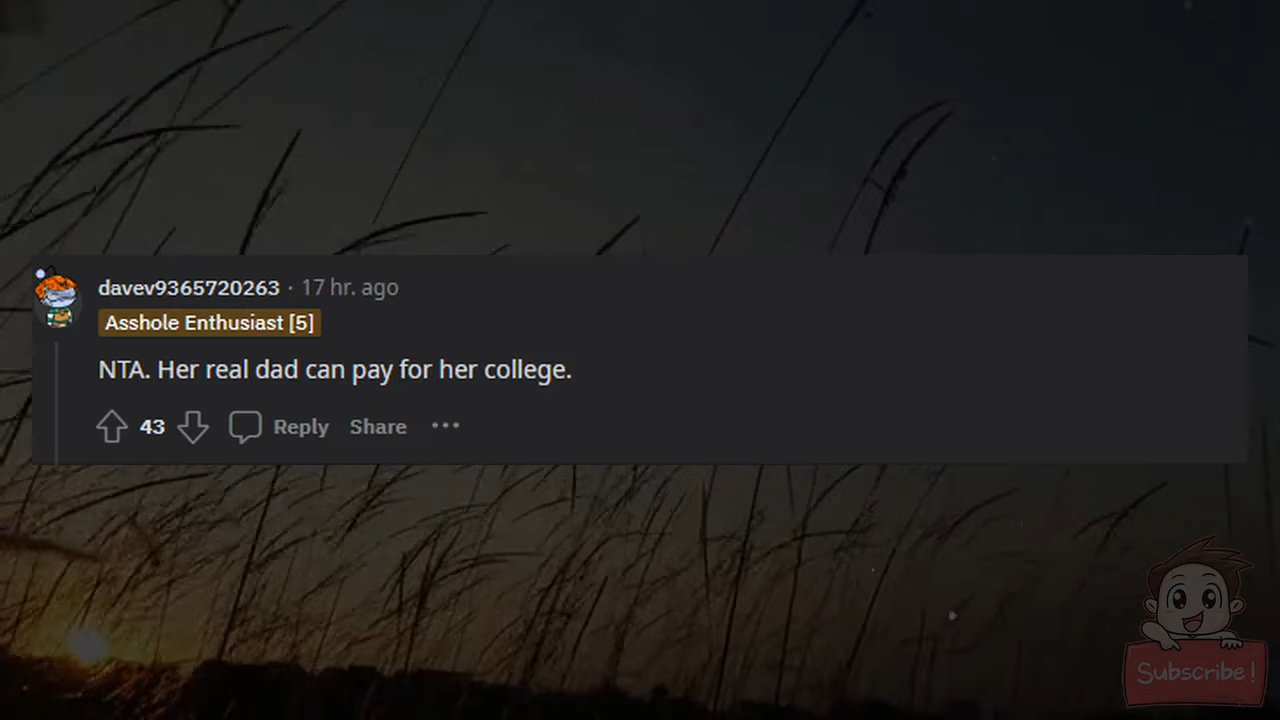 davev9365720263 · 17 hr. ago
Asshole Enthusiast [5]
NTA. Her real dad can pay for her college.
43 Reply Share ···
Subscribe!